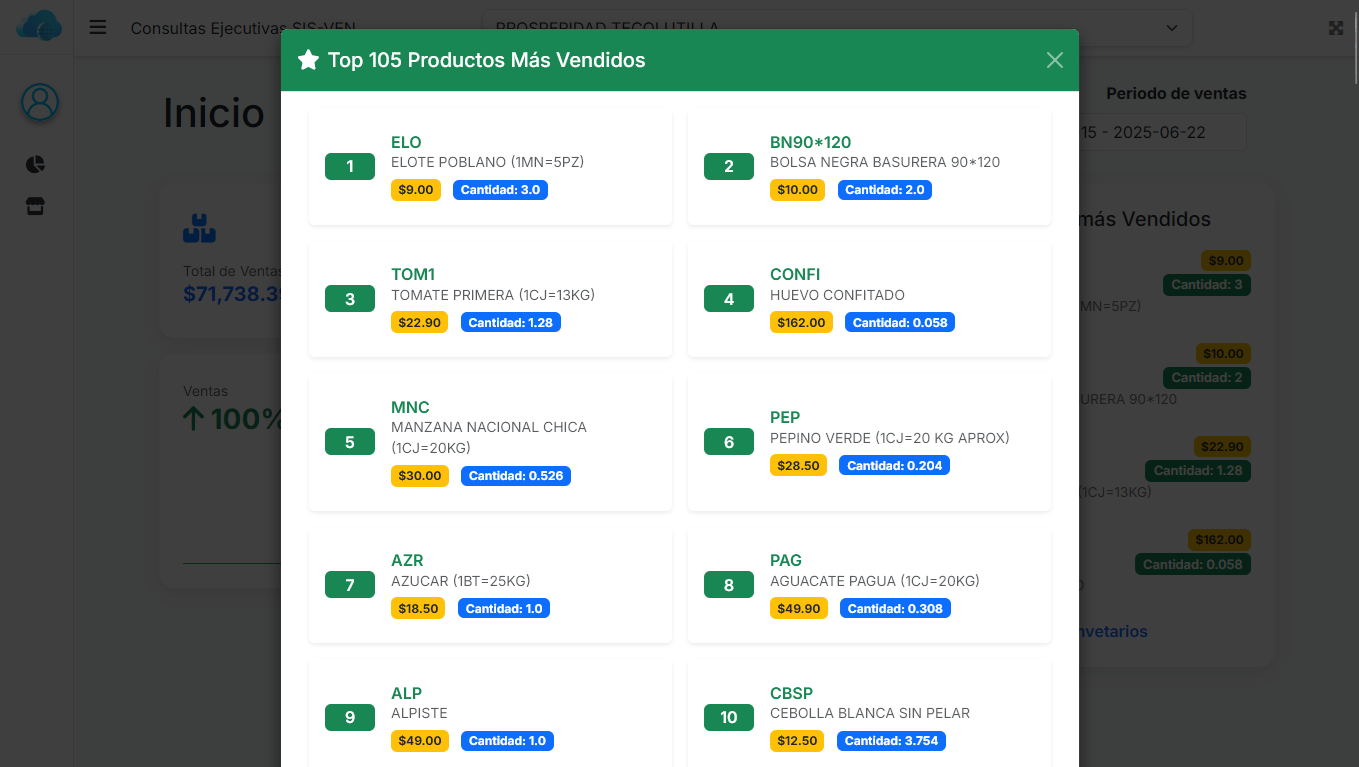 Consultas Ejecutivas SIS-VEN
PROSPERIDAD TECOLUTILLA
Top 105 Productos Más Vendidos
Inicio
Periodo de ventas
15 - 2025-06-22
1
ELO
ELOTE POBLANO (1MN=5PZ)
$9.00 Cantidad: 3.0
2
BN90*120
BOLSA NEGRA BASURERA 90*120
$10.00 Cantidad: 2.0
3
TOM1
TOMATE PRIMERA (1CJ=13KG)
$22.90 Cantidad: 1.28
4
CONFI
HUEVO CONFITADO
$162.00 Cantidad: 0.058
5
MNC
MANZANA NACIONAL CHICA
(1CJ=20KG)
$30.00 Cantidad: 0.526
6
PEP
PEPINO VERDE (1CJ=20 KG APROX)
$28.50 Cantidad: 0.204
7
AZR
AZUCAR (1BT=25KG)
$18.50 Cantidad: 1.0
8
PAG
AGUACATE PAGUA (1CJ=20KG)
$49.90 Cantidad: 0.308
9
ALP
ALPISTE
$49.00 Cantidad: 1.0
10
CBSP
CEBOLLA BLANCA SIN PELAR
$12.50 Cantidad: 3.754
Total de Ventas
$71,738.3
Ventas
100%
más Vendidos
$9.00
Cantidad: 3
MN=5PZ)
$10.00
Cantidad: 2
URERA 90*120
$22.90
Cantidad: 1.28
(1CJ=13KG)
$162.00
Cantidad: 0.058
nvetarios